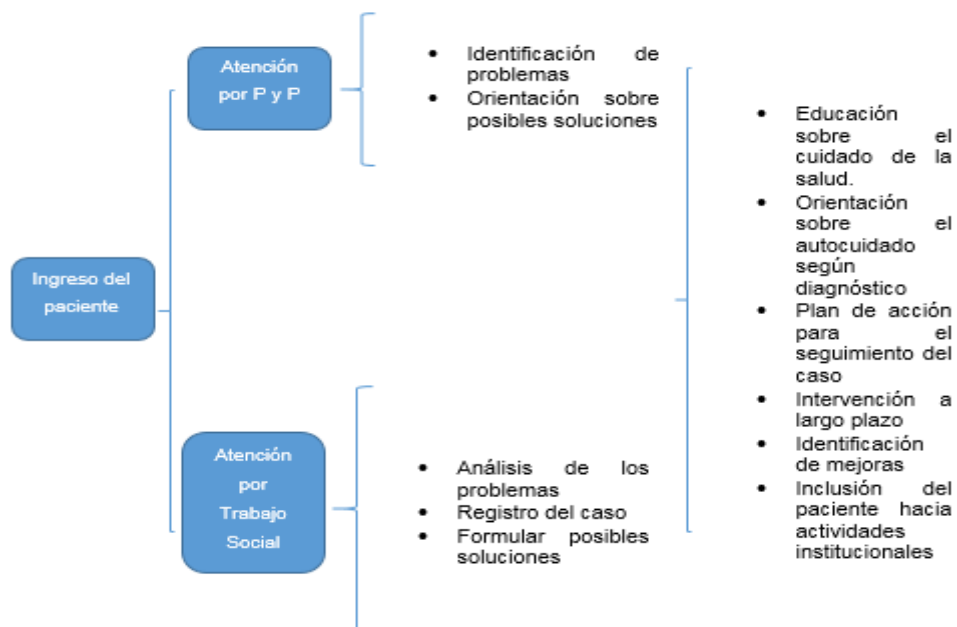 Atención
por P y P
Identificación de
problemas
Orientación sobre
posibles soluciones
Ingreso del
paciente
Atención
por
Trabajo
Social
Análisis de los
problemas
Registro del caso
Formular posibles
soluciones
Educación
sobre el
cuidado de la
salud.
Orientación
sobre el
autocuidado
según
diagnóstico
Plan de acción
para el
seguimiento del
caso
Intervención a
largo plazo
Identificación
de mejoras
Inclusión del
paciente hacia
actividades
institucionales